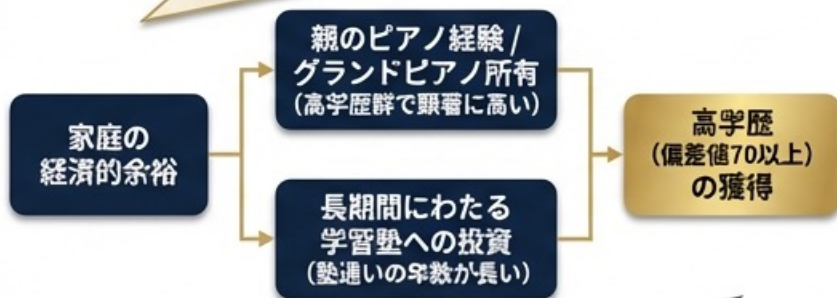 親のピアノ経験 /
グランドピアノ所有
(高学歴群で顕著に高い)
家庭の
経済的余裕
長期間にわたる
学習塾への投資
(塾通いの年数が長い)
高学歴
(偏差値70以上)
の獲得